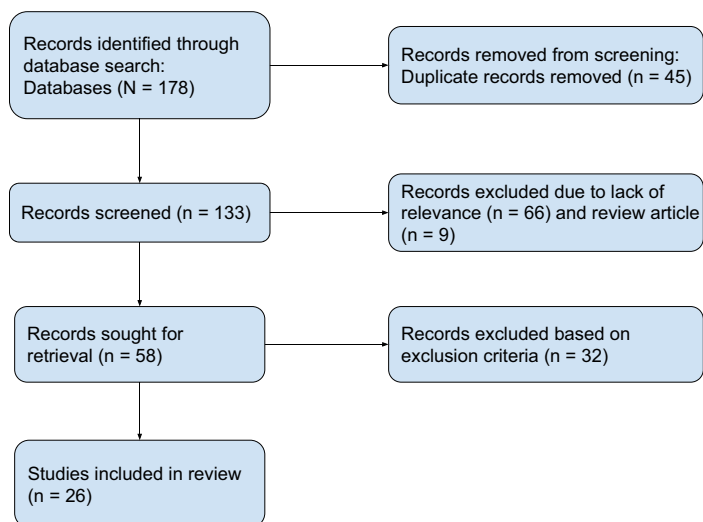 Records identified through
database search:
Databases (N = 178)
Records removed from screening:
Duplicate records removed (n = 45)
Records screened (n = 133)
Records excluded due to lack of
relevance (n = 66) and review article
(n = 9)
Records sought for
retrieval (n = 58)
Records excluded based on
exclusion criteria (n = 32)
Studies included in review
(n = 26)